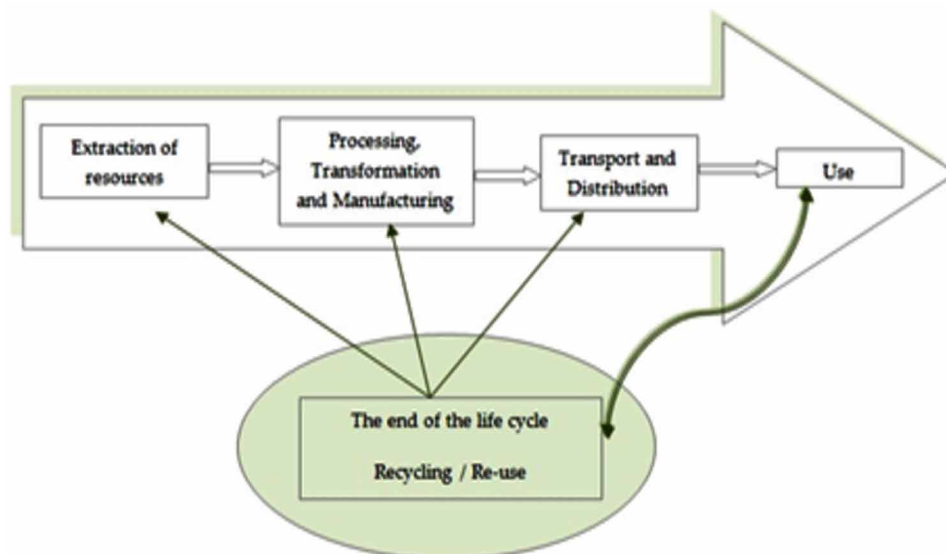 Extraction of
resources
Processing,
Transformation
and Manufacturing
Transport and
Distribution
Use
The end of the life cycle
Recycling / Re-use